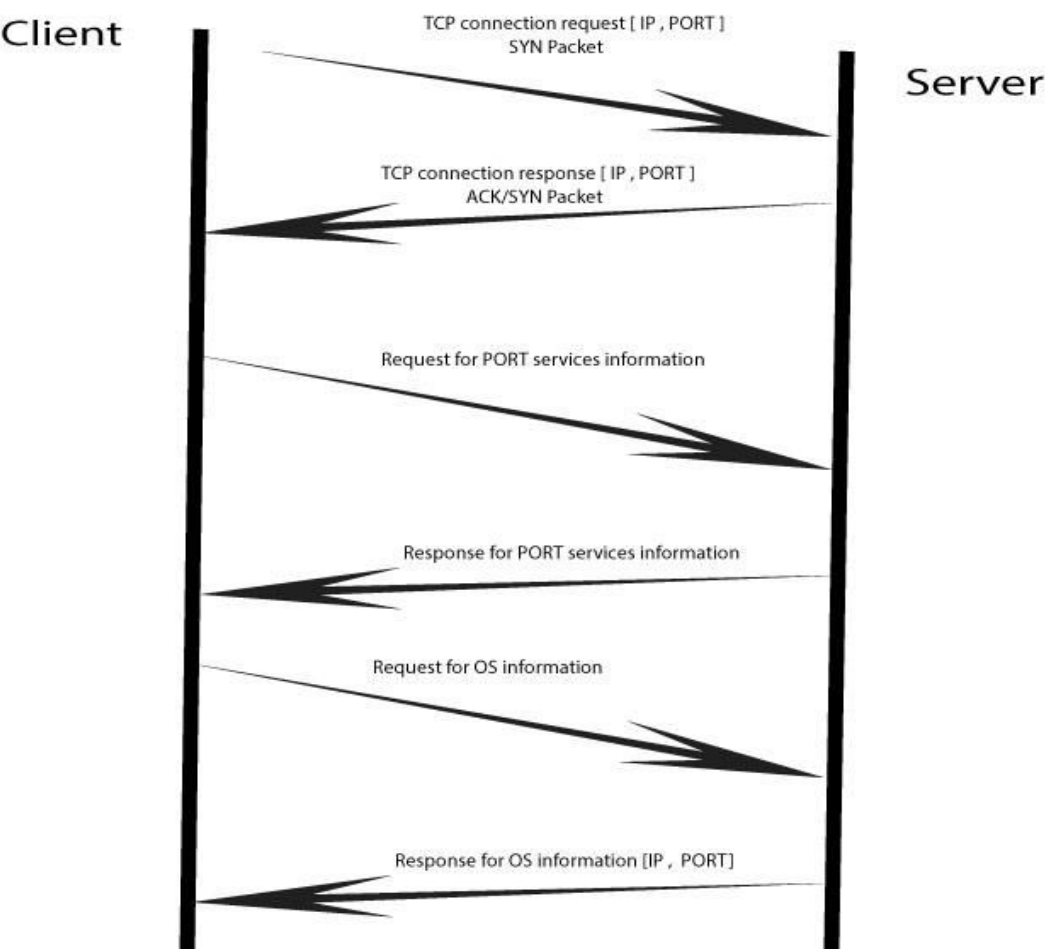 Client
TCP connection request [ IP , PORT ]
SYN Packet
Server
TCP connection response [ IP , PORT ]
ACK/SYN Packet
Request for PORT services information
Response for PORT services information
Request for OS information
Response for OS information [IP , PORT]